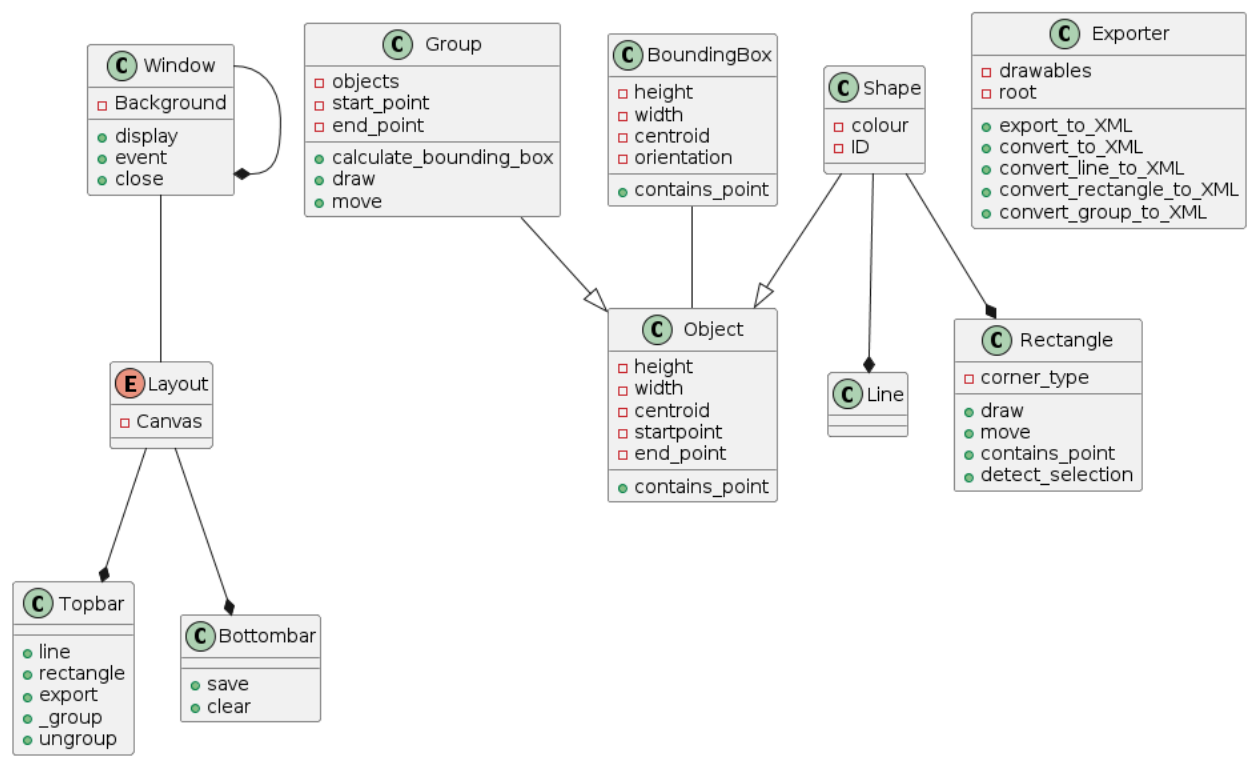 C Window
Background
display
event
close
C Group
objects
start_point
end_point
calculate_bounding_box
draw
move
C BoundingBox
height
width
centroid
orientation
contains_point
C Shape
colour
ID
C Exporter
drawables
root
export_to_XML
convert_to_XML
convert_line_to_XML
convert_rectangle_to_XML
convert_group_to_XML
E Layout
Canvas
C Object
height
width
centroid
startpoint
end_point
contains_point
C Line
C Rectangle
corner_type
draw
move
contains_point
detect_selection
C Topbar
line
rectangle
export
_group
ungroup
C Bottombar
save
clear